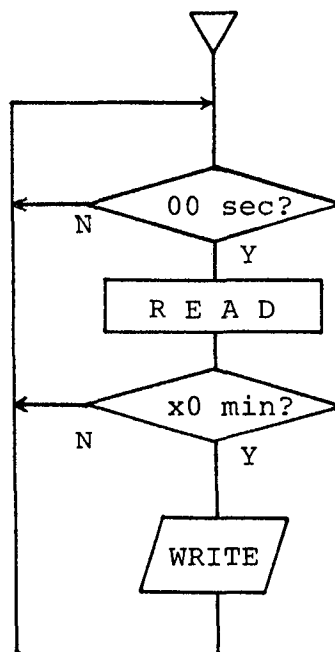 00 sec?
N
Y
R E A D
x0 min?
N
Y
WRITE